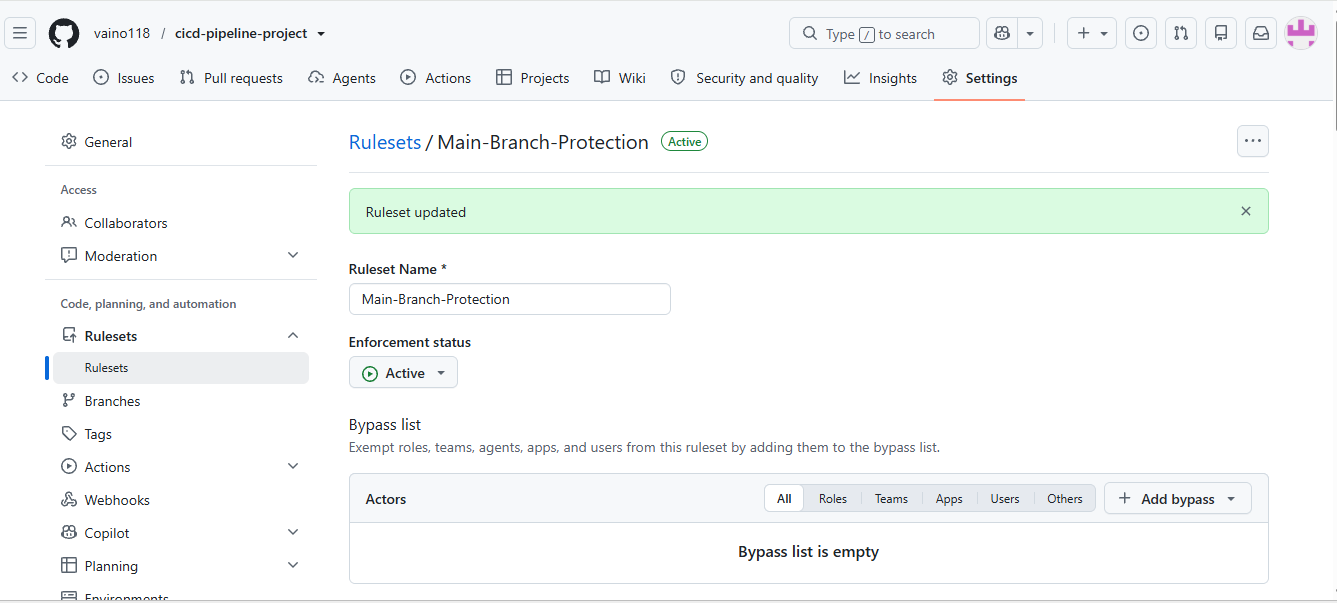 vaino118 / cicd-pipeline-project
Type / to search
Code Issues Pull requests Agents Actions Projects Wiki Security and quality Insights Settings
General
Access
Collaborators
Moderation
Code, planning, and automation
Rulesets
Rulesets
Branches
Tags
Actions
Webhooks
Copilot
Planning
Environments
Rulesets / Main-Branch-Protection Active
Ruleset updated
Ruleset Name *
Main-Branch-Protection
Enforcement status
Active
Bypass list
Exempt roles, teams, agents, apps, and users from this ruleset by adding them to the bypass list.
Actors All Roles Teams Apps Users Others Add bypass
Bypass list is empty